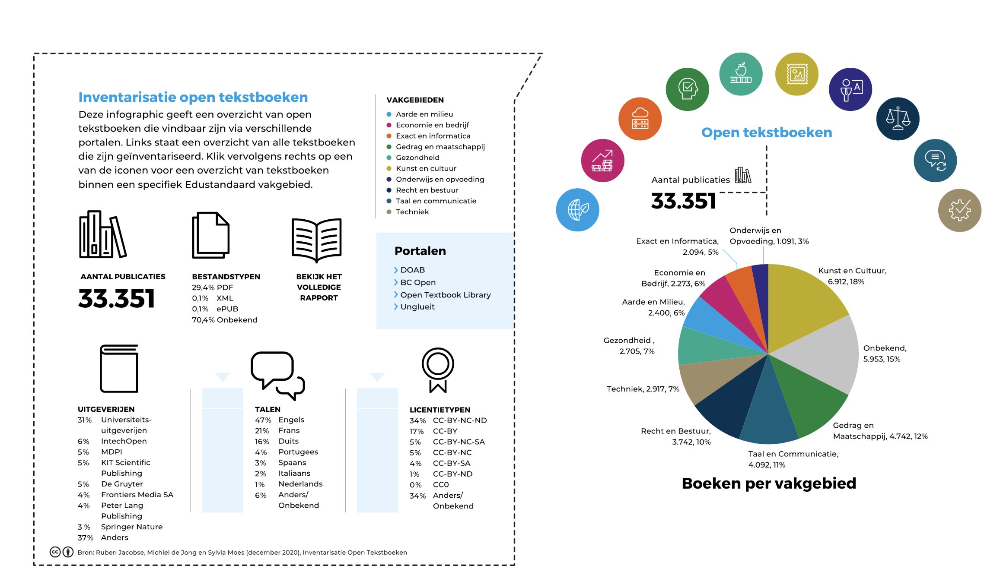 Inventarisatie open tekstboeken
Deze infographic geeft een overzicht van open
tekstboeken die vindbaar zijn via verschillende
portalen. Links staat een overzicht van alle tekstboeken
die zijn geïnventariseerd. Klik vervolgens rechts op een
van de iconen voor een overzicht van tekstboeken
binnen een specifiek Edustandaard vakgebied.
VAKGEBIEDEN
Aarde en milieu
Economie en bedrijf
Exact en informatica
Gedrag en maatschappij
Gezondheid
Kunst en cultuur
Onderwijs en opvoeding
Recht en bestuur
Taal en communicatie
Techniek
AANTAL PUBLICATIES
33.351
BESTANDSTYPEN
29,4% PDF
0,1% XML
0,1% ePUB
70,4% Onbekend
BEKIJK HET
VOLLEDIGE
RAPPORT
Portalen
DOAB
BC Open
Open Textbook Library
Unglueit
UITGEVERIJEN
31% Universiteits-
uitgeverijen
6% IntechOpen
5% MDPI
5% KIT Scientific
Publishing
5% De Gruyter
4% Frontiers Media SA
4% Peter Lang
Publishing
3 % Springer Nature
37% Anders
TALEN
47% Engels
21% Frans
16% Duits
4% Portugees
3% Spaans
2% Italiaans
1% Nederlands
6% Anders/
Onbekend
LICENTIETYPEN
34% CC-BY-NC-ND
17% CC-BY
5% CC-BY-NC-SA
5% CC-BY-NC
4% CC-BY-SA
1% CC-BY-ND
0% CC0
34% Anders/
Onbekend
cc
Bron: Ruben Jacobse, Michiel de Jong en Sylvia Moes (december 2020), Inventarisatie Open Tekstboeken
A
Open tekstboeken
Aantal publicaties
33.351
Onderwijs en
Opvoeding, 1.091, 3%
Exact en Informatica,
2.094, 5%
Economie en
Bedrijf, 2.273, 6%
Aarde en Milieu,
2.400, 6%
Gezondheid ,
2.705, 7%
Techniek, 2.917, 7%
Recht en Bestuur,
3.742, 10%
Taal en Communicatie,
4.092, 11%
Gedrag en
Maatschappij, 4.742, 12%
Onbekend,
5.953, 15%
Kunst en Cultuur,
6.912, 18%
Boeken per vakgebied